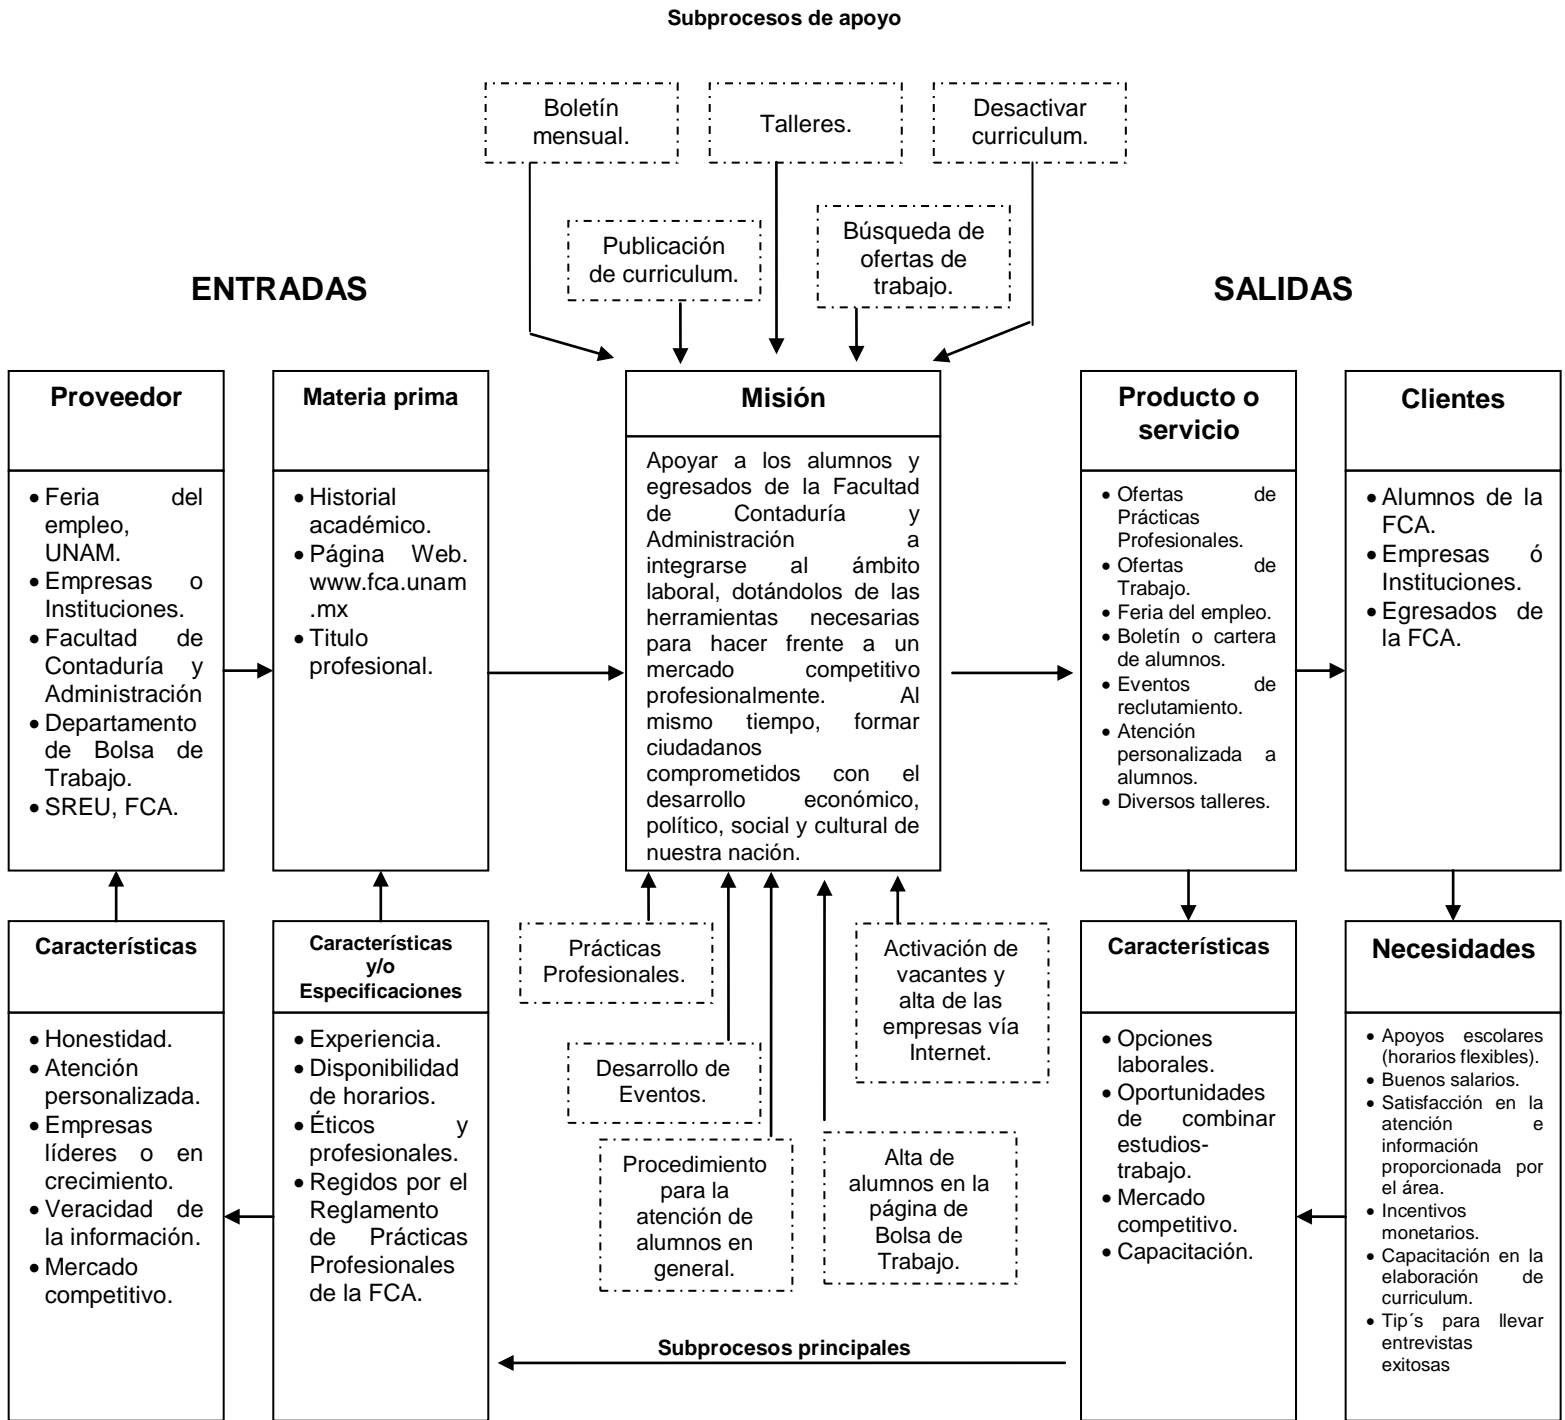 Subprocesos de apoyo
Boletín
mensual.
Talleres.
Desactivar
curriculum.
Publicación
de curriculum.
Búsqueda de
ofertas de
trabajo.
ENTRADAS
SALIDAS
Proveedor
• Feria del
empleo,
UNAM.
• Empresas o
Instituciones.
• Facultad de
Contaduría y
Administración
• Departamento
de Bolsa de
Trabajo.
• SREU, FCA.
Materia prima
• Historial
académico.
• Página Web.
www.fca.unam
.mx
• Titulo
profesional.
Misión
Apoyar a los alumnos y
egresados de la Facultad
de Contaduría y
Administración a
integrarse al ámbito
laboral, dotándolos de las
herramientas necesarias
para hacer frente a un
mercado competitivo
profesionalmente. Al
mismo tiempo, formar
ciudadanos
comprometidos con el
desarrollo económico,
político, social y cultural de
nuestra nación.
Producto o
servicio
• Ofertas de
Prácticas
Profesionales.
• Ofertas de
Trabajo.
• Feria del empleo.
• Boletín o cartera
de alumnos.
• Eventos de
reclutamiento.
• Atención
personalizada a
alumnos.
• Diversos talleres.
Clientes
• Alumnos de la
FCA.
• Empresas ó
Instituciones.
• Egresados de
la FCA.
Características
• Honestidad.
• Atención
personalizada.
• Empresas
líderes o en
crecimiento.
• Veracidad de
la información.
• Mercado
competitivo.
Características
y/o
Especificaciones
• Experiencia.
• Disponibilidad
de horarios.
• Éticos y
profesionales.
• Regidos por el
Reglamento
de Prácticas
Profesionales
de la FCA.
Prácticas
Profesionales.
Desarrollo de
Eventos.
Procedimiento
para la
atención de
alumnos en
general.
Activación de
vacantes y
alta de las
empresas vía
Internet.
Alta de
alumnos en la
página de
Bolsa de
Trabajo.
Características
• Opciones
laborales.
• Oportunidades
de combinar
estudios-
trabajo.
• Mercado
competitivo.
• Capacitación.
Necesidades
• Apoyos escolares
(horarios flexibles).
• Buenos salarios.
• Satisfacción en la
atención e
información
proporcionada por
el área.
• Incentivos
monetarios.
• Capacitación en la
elaboración de
curriculum.
• Tip´s para llevar
entrevistas
exitosas
Subprocesos principales